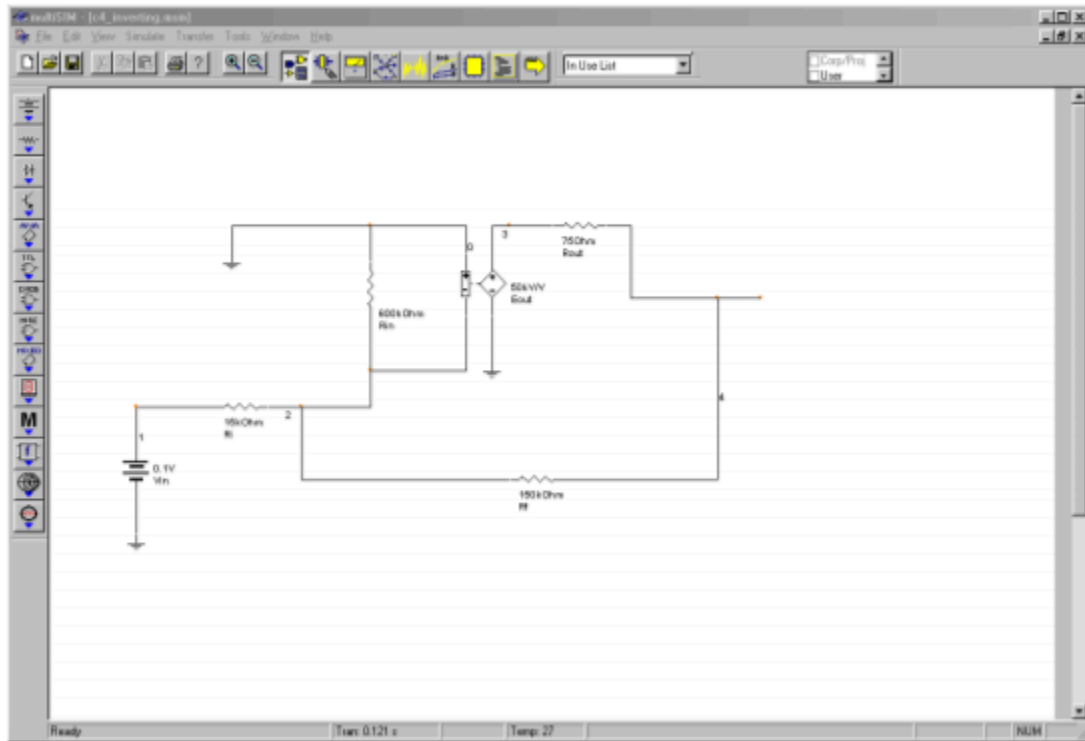 multiSIM - [c4_inverting.msm]
File Edit View Simulate Transfer Tools Window Help
In Use List
Corp/Proj
User
0
3
75Ohm
Rout
50kV/V
Eout
600kOhm
Rin
4
2
15kOhm
Ri
1
0.1V
Vin
150kOhm
Rf
M
Ready
Tran: 0.121 s
Temp: 27
NUM